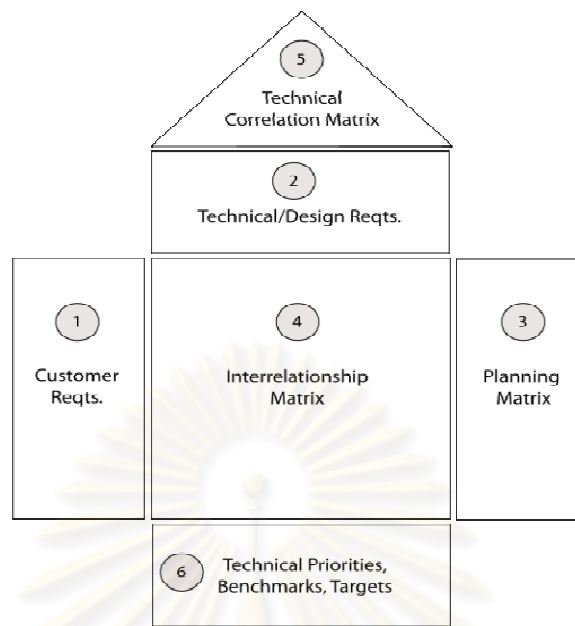 5
Technical
Correlation Matrix
2
Technical/Design Reqts.
1
Customer
Reqts.
4
Interrelationship
Matrix
3
Planning
Matrix
6
Technical Priorities,
Benchmarks, Targets